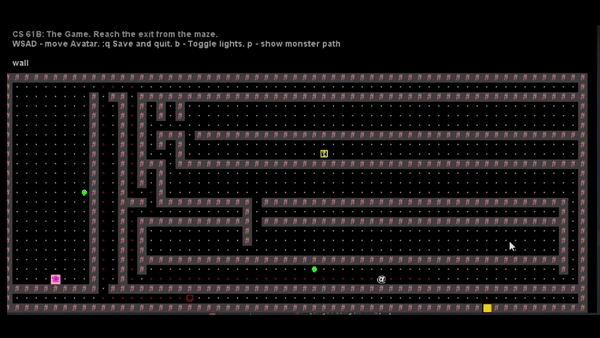 CS 61B: The Game. Reach the exit from the maze.
WSAD - move Avatar. :q Save and quit. b - Toggle lights. p - show monster path
wall
@